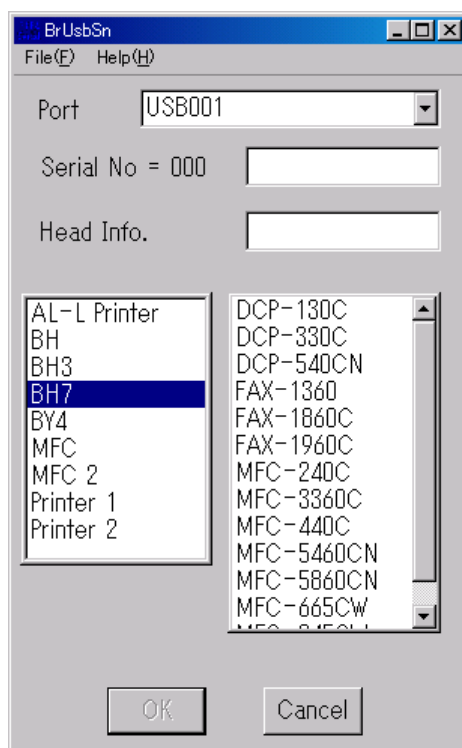 BrUsbSn
File(F) Help(H)
Port USB001
Serial No = 000
Head Info.
AL-L Printer
BH
BH3
BH7
BY4
MFC
MFC 2
Printer 1
Printer 2
DCP-130C
DCP-330C
DCP-540CN
FAX-1360
FAX-1860C
FAX-1960C
MFC-240C
MFC-3360C
MFC-440C
MFC-5460CN
MFC-5860CN
MFC-665CW
OK Cancel